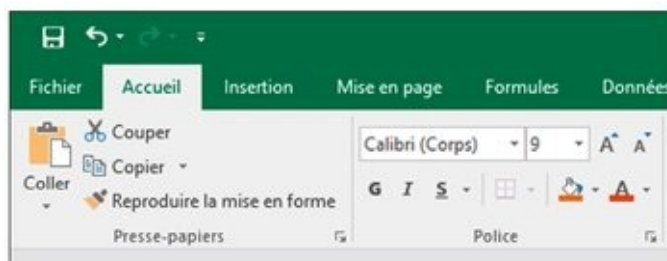 Fichier Accueil Insertion Mise en page Formules Données
Coller
Couper
Copier
Reproduire la mise en forme
Presse-papiers
Calibri (Corps) 9 A A
G I S A
Police